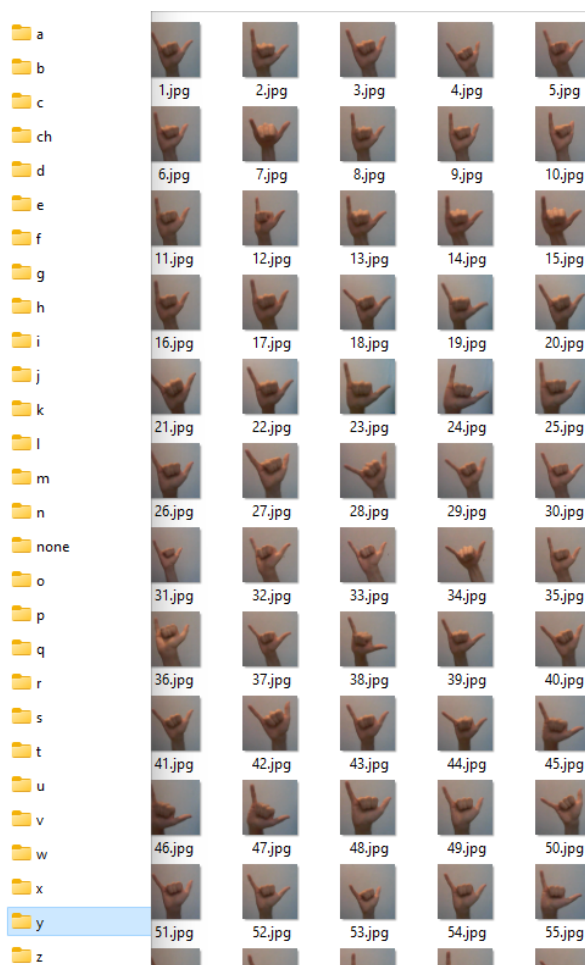 a
b
c
ch
d
e
f
g
h
i
j
k
l
m
n
none
o
p
q
r
s
t
u
v
w
x
y
z
1.jpg 2.jpg 3.jpg 4.jpg 5.jpg
6.jpg 7.jpg 8.jpg 9.jpg 10.jpg
11.jpg 12.jpg 13.jpg 14.jpg 15.jpg
16.jpg 17.jpg 18.jpg 19.jpg 20.jpg
21.jpg 22.jpg 23.jpg 24.jpg 25.jpg
26.jpg 27.jpg 28.jpg 29.jpg 30.jpg
31.jpg 32.jpg 33.jpg 34.jpg 35.jpg
36.jpg 37.jpg 38.jpg 39.jpg 40.jpg
41.jpg 42.jpg 43.jpg 44.jpg 45.jpg
46.jpg 47.jpg 48.jpg 49.jpg 50.jpg
51.jpg 52.jpg 53.jpg 54.jpg 55.jpg